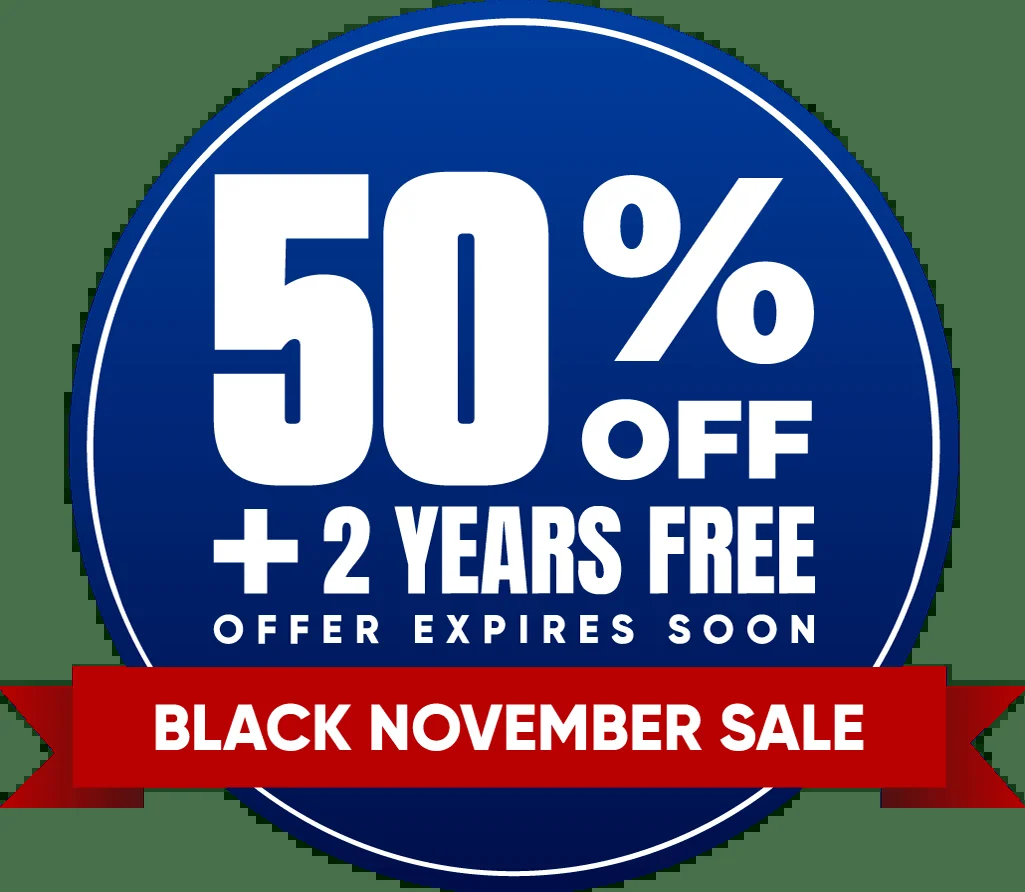 50% OFF
+ 2 YEARS FREE
OFFER EXPIRES SOON
BLACK NOVEMBER SALE